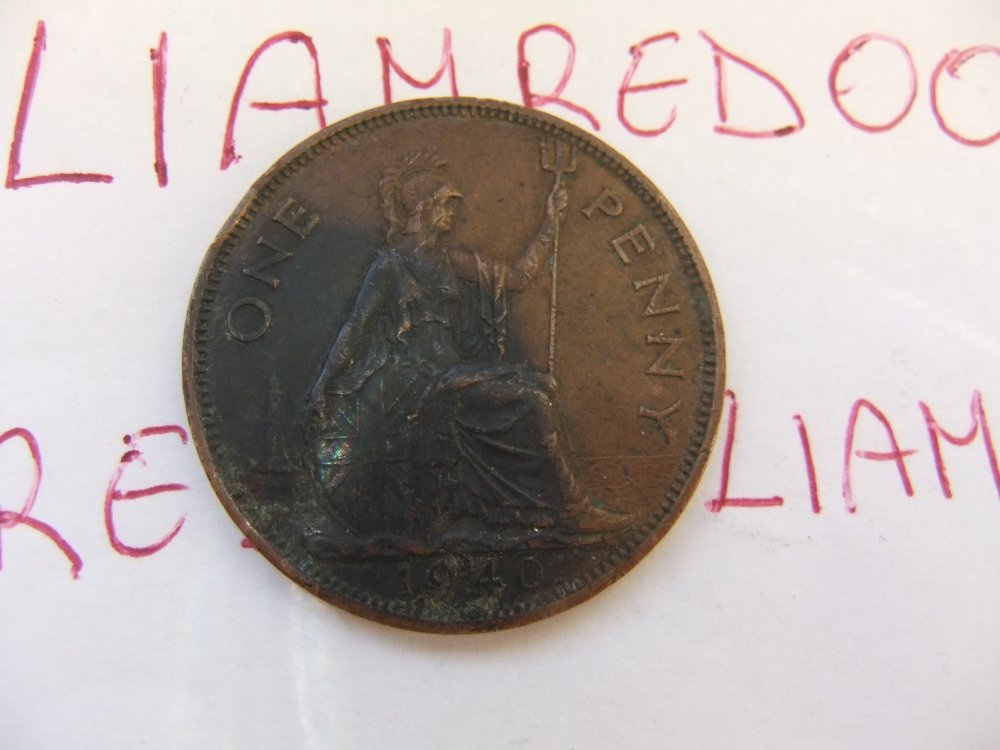 LIAMREDOO
ONE PENNY
RE LIAM
1940